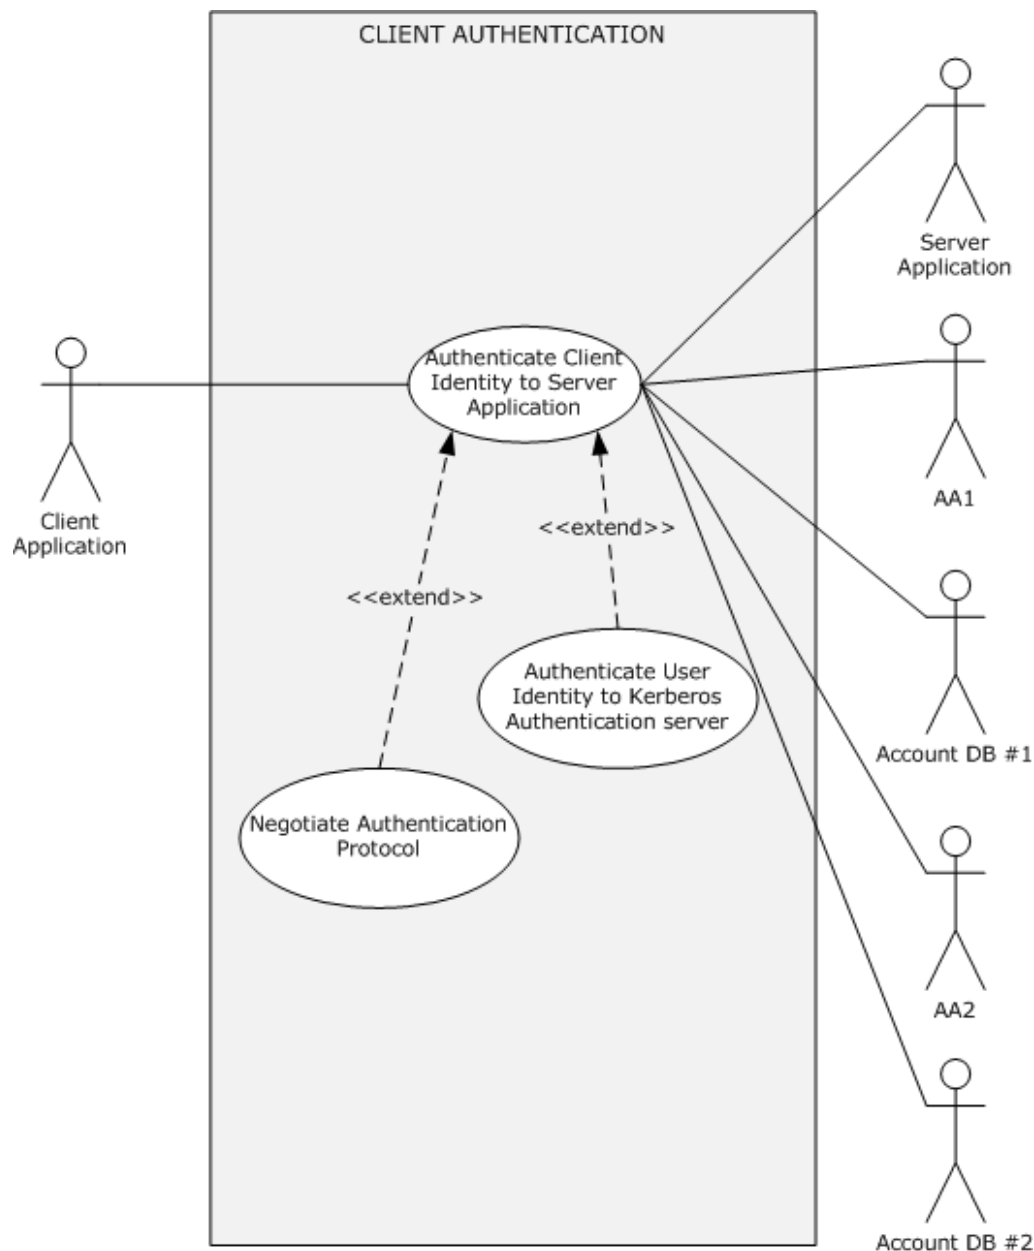 CLIENT AUTHENTICATION
Server
Application
Authenticate Client
Identity to Server
Application
AA1
Client
Application
<<extend>>
<<extend>>
Authenticate User
Identity to Kerberos
Authentication server
Account DB #1
Negotiate Authentication
Protocol
AA2
Account DB #2